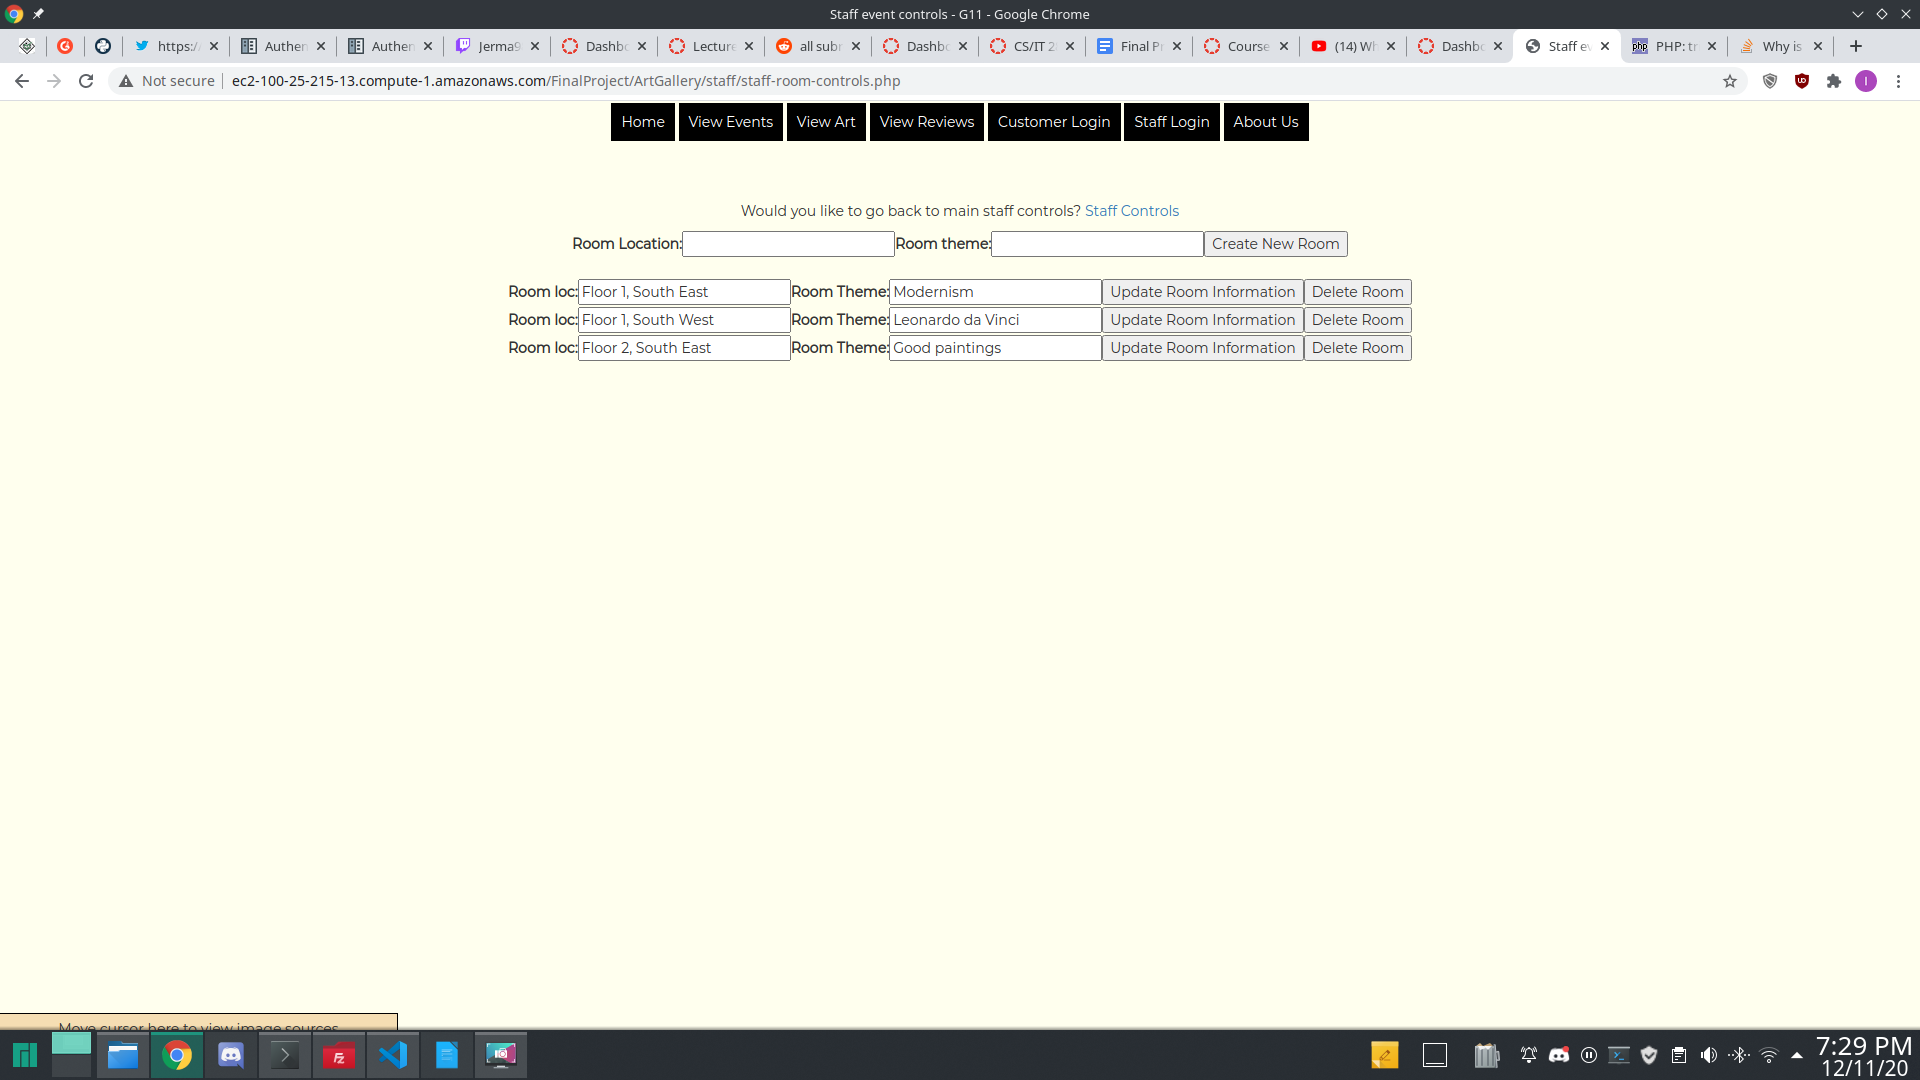 Staff event controls - G11 - Google Chrome
https:/ Authen Authen Jerma9 Dashbo Lecture all subr Dashbo CS/IT 2 Final Pr Course (14) Wh Dashbo Staff ev PHP: tr Why is
Not secure ec2-100-25-215-13.compute-1.amazonaws.com/FinalProject/ArtGallery/staff/staff-room-controls.php
Home View Events View Art View Reviews Customer Login Staff Login About Us
Would you like to go back to main staff controls? Staff Controls
Room Location: Room theme: Create New Room
Room loc: Floor 1, South East Room Theme: Modernism Update Room Information Delete Room
Room loc: Floor 1, South West Room Theme: Leonardo da Vinci Update Room Information Delete Room
Room loc: Floor 2, South East Room Theme: Good paintings Update Room Information Delete Room
Move cursor here to view image sources
7:29 PM
12/11/20